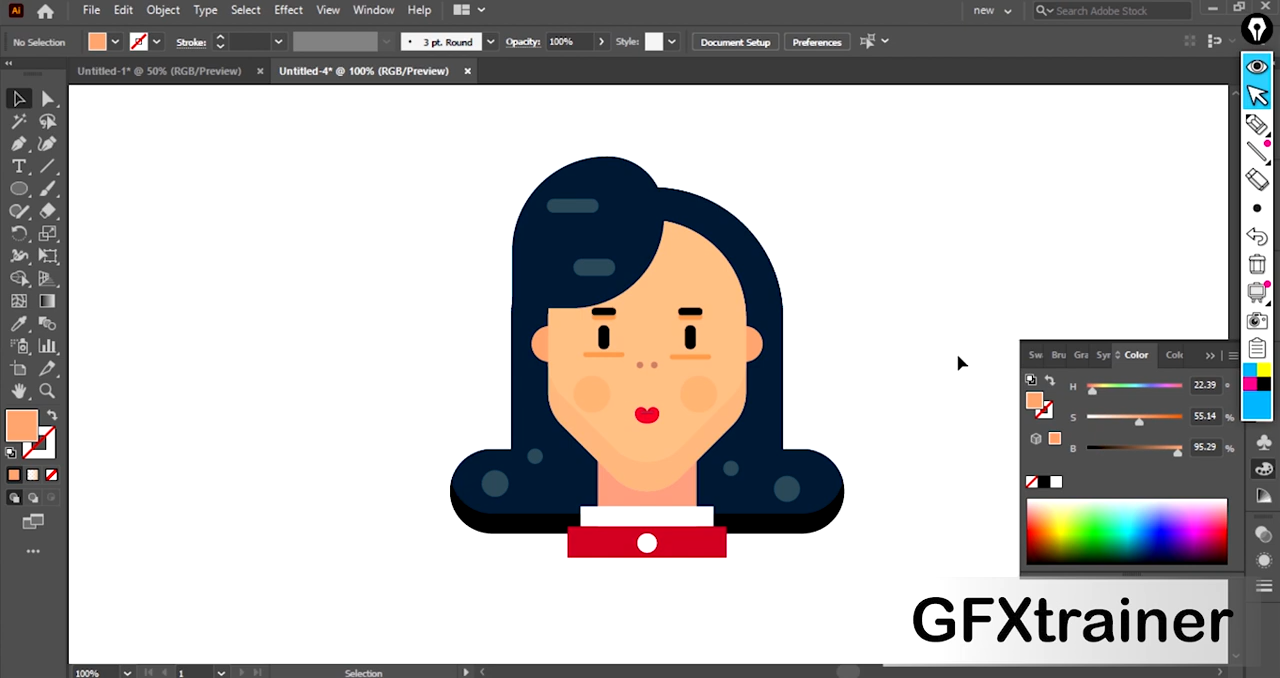 Ai File Edit Object Type Select Effect View Window Help new Search Adobe Stock
No Selection Stroke: 3 pt. Round Opacity: 100% Style: Document Setup Preferences
Untitled-1* @ 50% (RGB/Preview) × Untitled-4* @ 100% (RGB/Preview) ×
Sw Bru Gra Syr Color Colo
H 22.39 °
S 55.14 %
B 95.29 %
GFXtrainer
100% 1 Selection